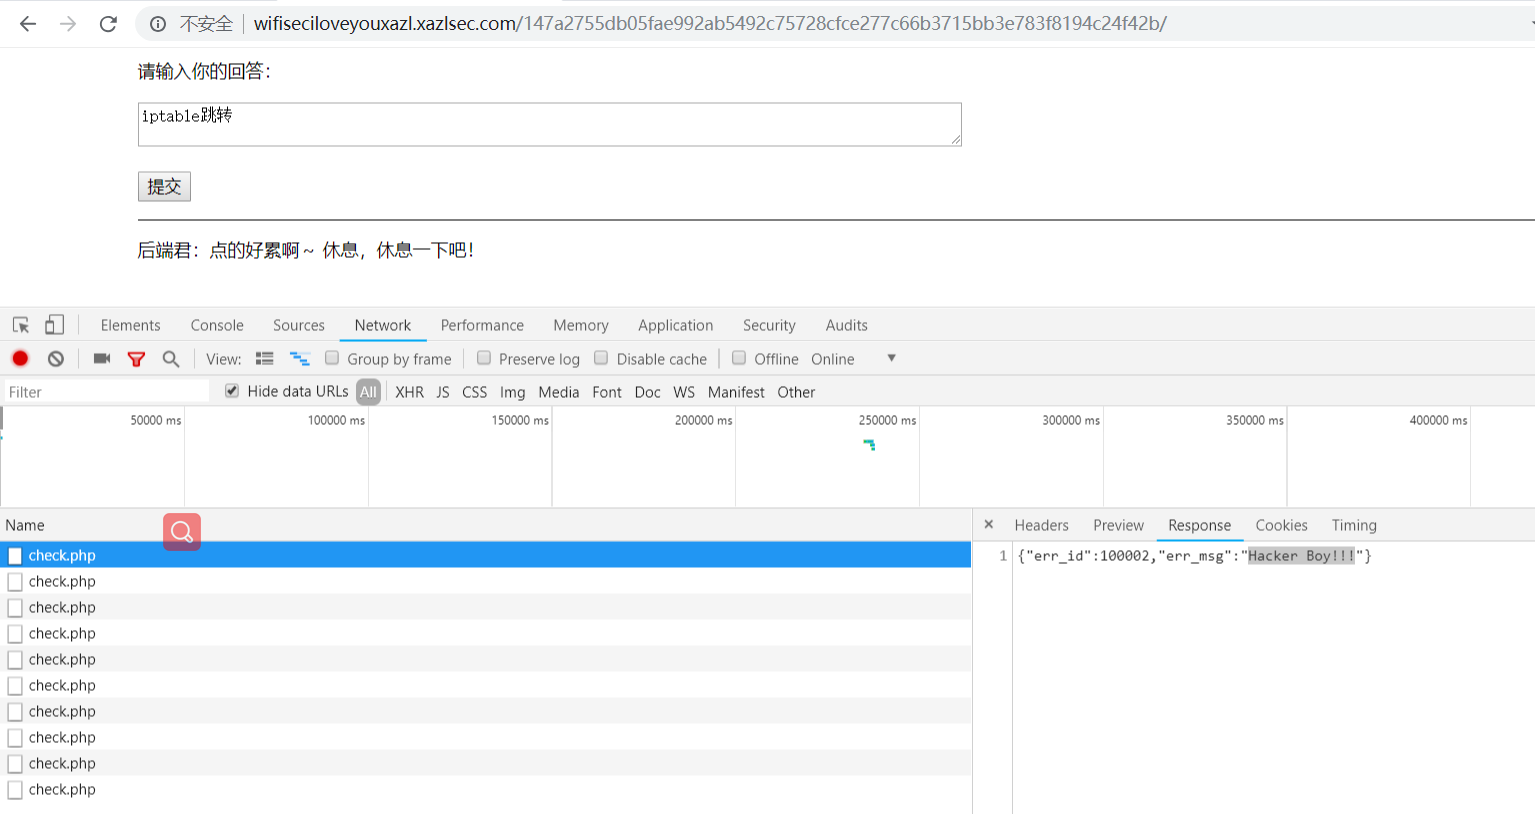 不安全 wifiseciloveyouxazl.xazlsec.com/147a2755db05fae992ab5492c75728cfce277c66b3715bb3e783f8194c24f42b/
请输入你的回答：
iptable跳转
提交
后端君：点的好累啊～ 休息，休息一下吧！
Elements Console Sources Network Performance Memory Application Security Audits
View: Group by frame Preserve log Disable cache Offline Online
Filter Hide data URLs All XHR JS CSS Img Media Font Doc WS Manifest Other
50000 ms 100000 ms 150000 ms 200000 ms 250000 ms 300000 ms 350000 ms 400000 ms
Name × Headers Preview Response Cookies Timing
check.php 1 {"err_id":100002,"err_msg":"Hacker Boy!!!"}
check.php
check.php
check.php
check.php
check.php
check.php
check.php
check.php
check.php